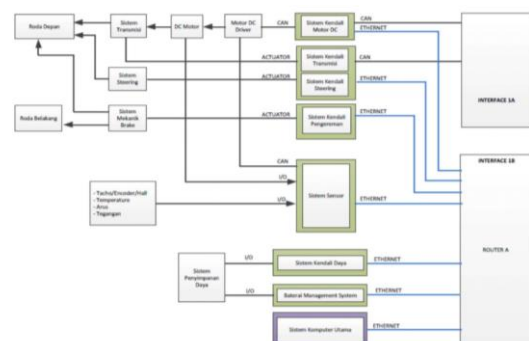 Roda Depan
Sistem
Transmisi
DC Motor
Motor DC
Driver
CAN
Sistem Kendali
Motor DC
CAN
ETHERNET
ACTUATOR
Sistem Kendali
Transmisi
CAN
Sistem
Steering
ACTUATOR
Sistem Kendali
Steering
ETHERNET
INTERFACE 1A
Roda Belakang
Sistem
Mekanik
Brake
ACTUATOR
Sistem Kendali
Pengereman
ETHERNET
INTERFACE 1B
CAN
I/O
- Tacho/Encoder/Hall
- Temperature
- Arus
- Tegangan
I/O
Sistem Sensor
ETHERNET
ROUTER A
Sistem
Penyimpanan
Daya
I/O
Sistem Kendali Daya
ETHERNET
I/O
Baterai Management System
ETHERNET
Sistem Komputer Utama
ETHERNET